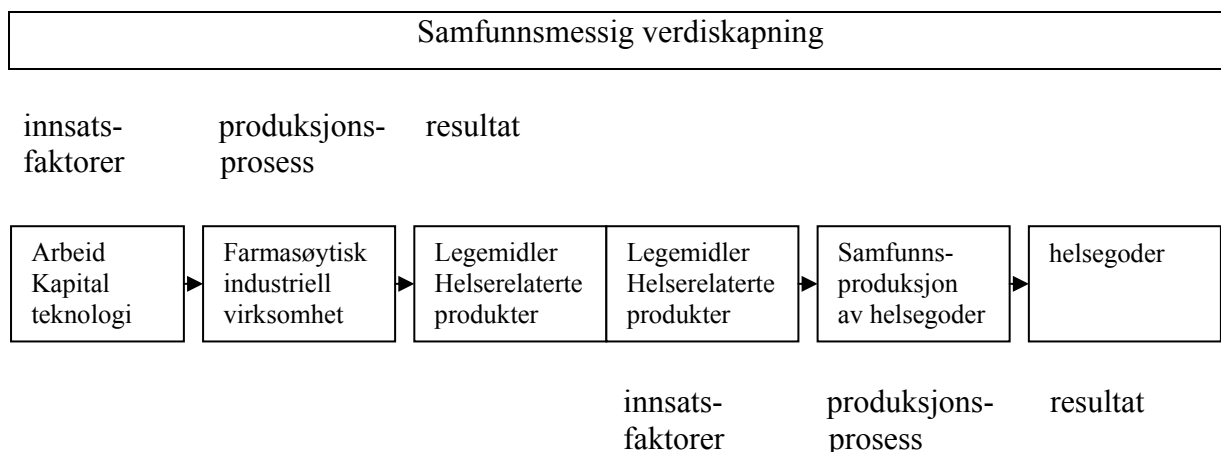 Samfunnsmessig verdiskapning
innsats-
faktorer
produksjons-
prosess
resultat
Arbeid
Kapital
teknologi
Farmasøytisk
industriell
virksomhet
Legemidler
Helserelaterte
produkter
Legemidler
Helserelaterte
produkter
Samfunns-
produksjon
av helsegoder
helsegoder
innsats-
faktorer
produksjons-
prosess
resultat